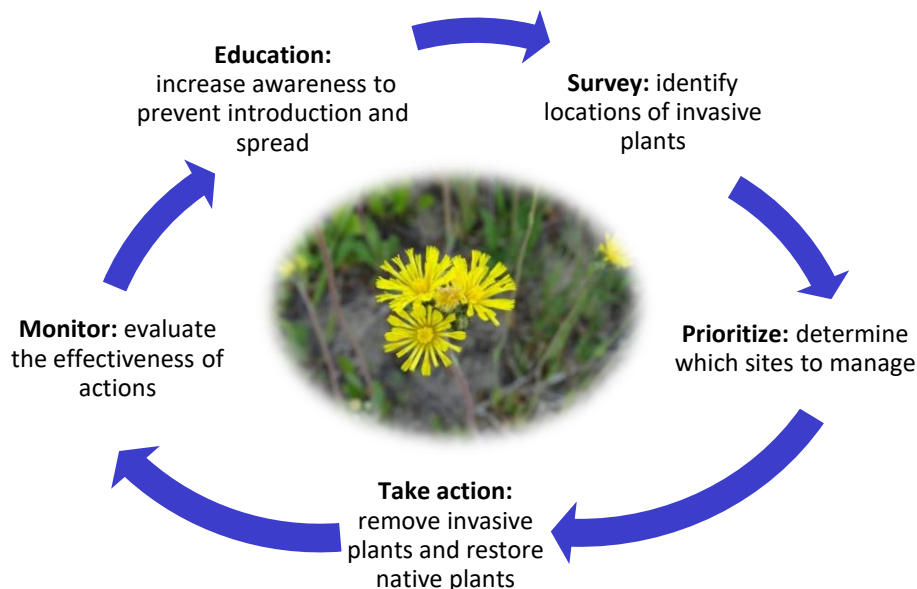 Education:
increase awareness to
prevent introduction and
spread
Survey: identify
locations of invasive
plants
Prioritize: determine
which sites to manage
Take action:
remove invasive
plants and restore
native plants
Monitor: evaluate
the effectiveness of
actions